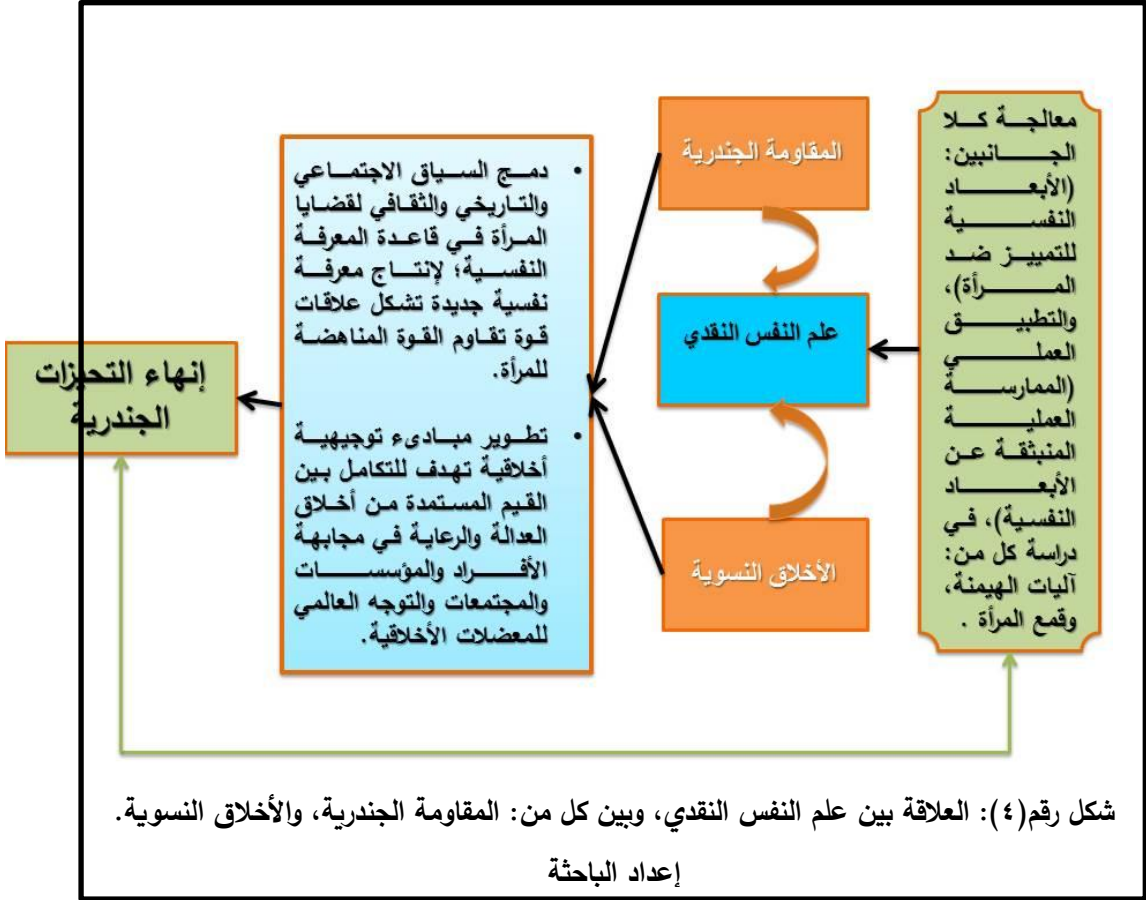 معالجة كلا
الجانبين:
(الأبعاد
النفسية
للتمييز ضد
المرأة)،
والتطبيق
العملي
(الممارسة
العملية
المنبثقة عن
الأبعاد
النفسية)، في
دراسة كل من:
آليات الهيمنة،
وقمع المرأة .
المقاومة الجندرية
علم النفس النقدي
الأخلاق النسوية
• دمج السياق الاجتماعي
والتاريخي والثقافي لقضايا
المرأة في قاعدة المعرفة
النفسية؛ لإنتاج معرفة
نفسية جديدة تشكل علاقات
قوة تقاوم القوة المناهضة
للمرأة.
• تطوير مبادىء توجيهية
أخلاقية تهدف للتكامل بين
القيم المستمدة من أخلاق
العدالة والرعاية في مجابهة
الأفراد والمؤسسات
والمجتمعات والتوجه العالمي
للمعضلات الأخلاقية.
إنهاء التحيزات
الجندرية
شكل رقم(٤): العلاقة بين علم النفس النقدي، وبين كل من: المقاومة الجندرية، والأخلاق النسوية.
إعداد الباحثة